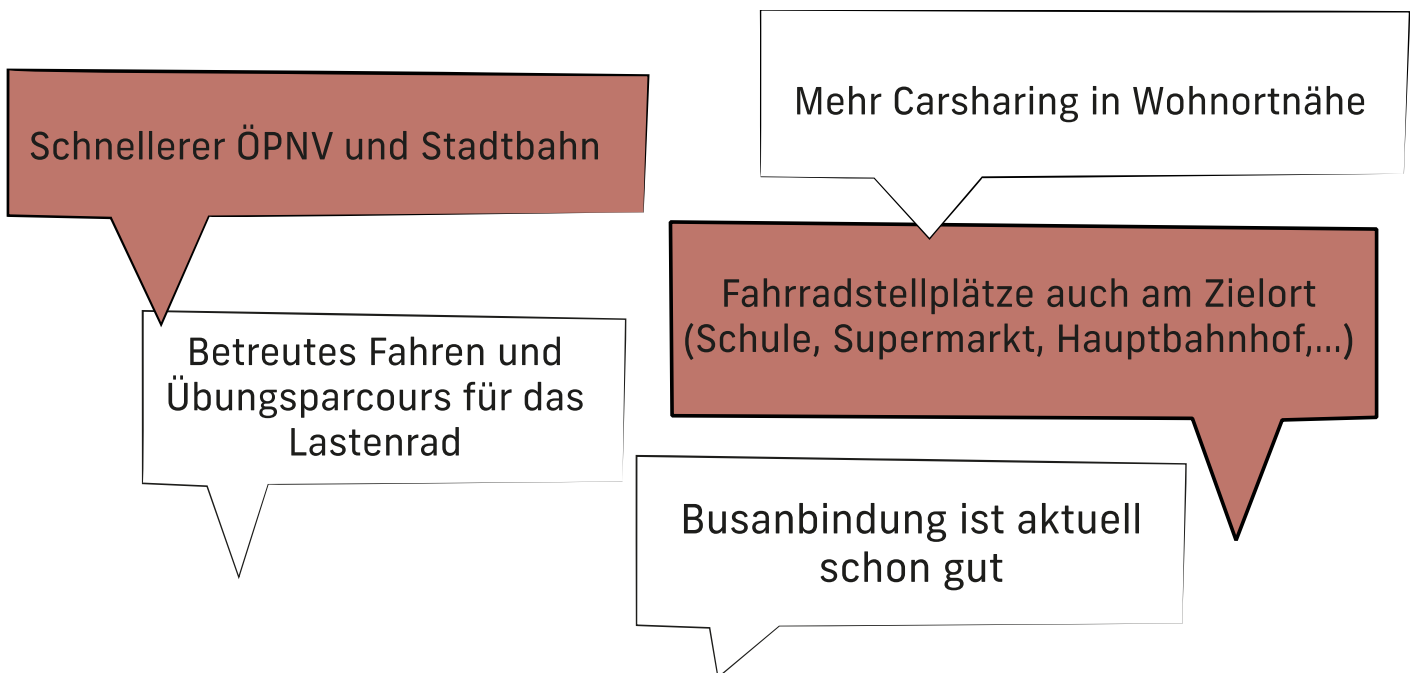 Mehr Carsharing in Wohnortnähe
Schnellerer ÖPNV und Stadtbahn
Fahrradstellplätze auch am Zielort
(Schule, Supermarkt, Hauptbahnhof,...)
Betreutes Fahren und
Übungsparcours für das
Lastenrad
Busanbindung ist aktuell
schon gut